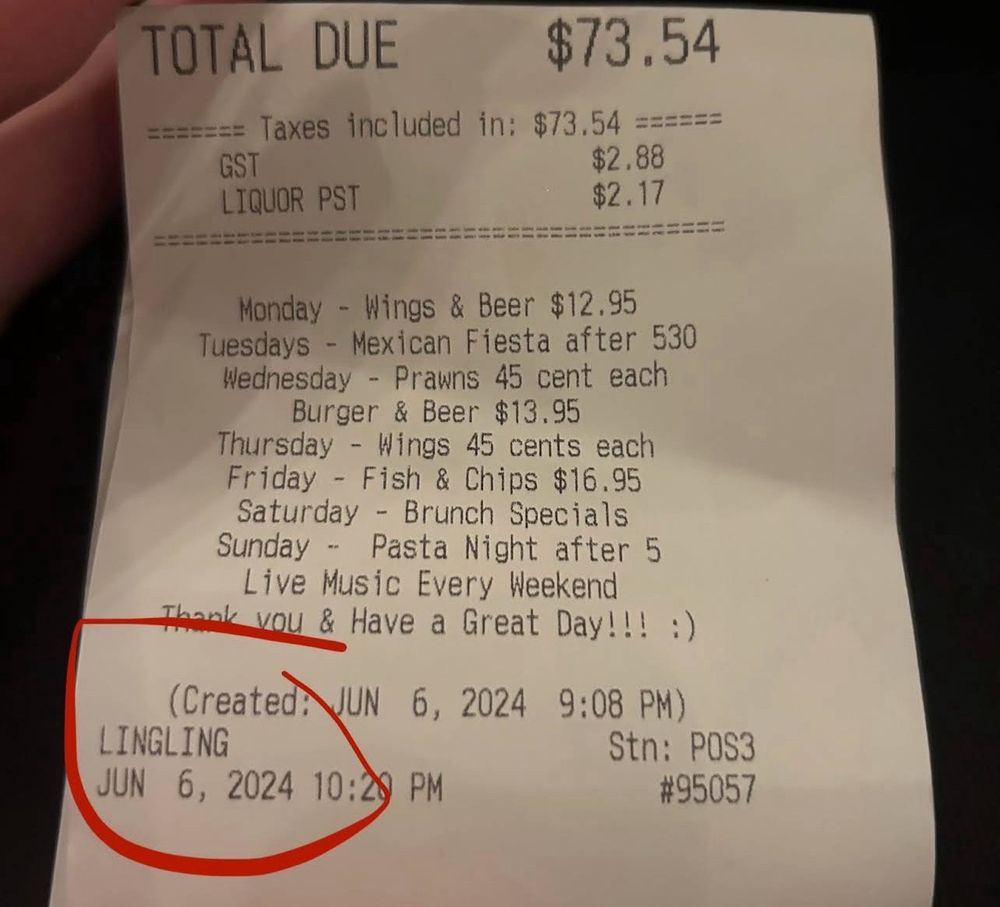 TOTAL DUE $73.54
======= Taxes included in: $73.54 ======
GST $2.88
LIQUOR PST $2.17
========================================
Monday - Wings & Beer $12.95
Tuesdays - Mexican Fiesta after 530
Wednesday - Prawns 45 cent each
Burger & Beer $13.95
Thursday - Wings 45 cents each
Friday - Fish & Chips $16.95
Saturday - Brunch Specials
Sunday - Pasta Night after 5
Live Music Every Weekend
Thank you & Have a Great Day!!! :)
(Created: JUN 6, 2024 9:08 PM)
LINGLING Stn: POS3
JUN 6, 2024 10:20 PM #95057